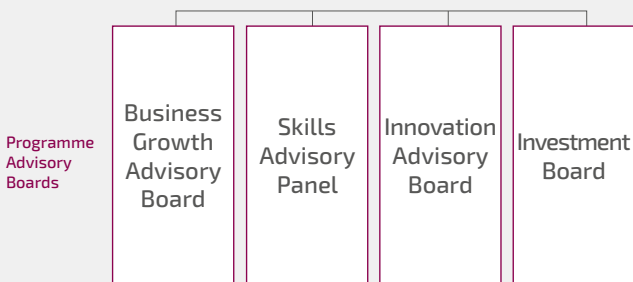 Programme
Advisory
Boards
Business
Growth
Advisory
Board
Skills
Advisory
Panel
Innovation
Advisory
Board
Investment
Board